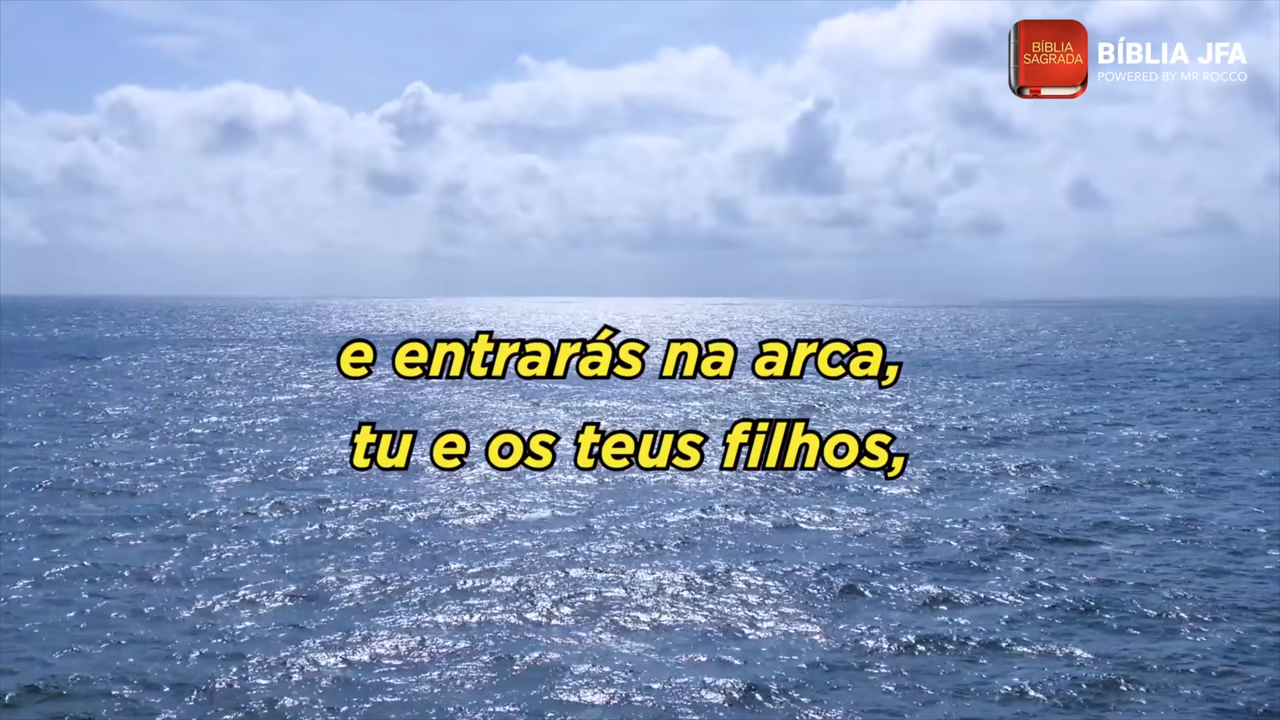 BÍBLIA
SAGRADA
BÍBLIA JFA
POWERED BY MR ROCCO
e entrarás na arca,
tu e os teus filhos,